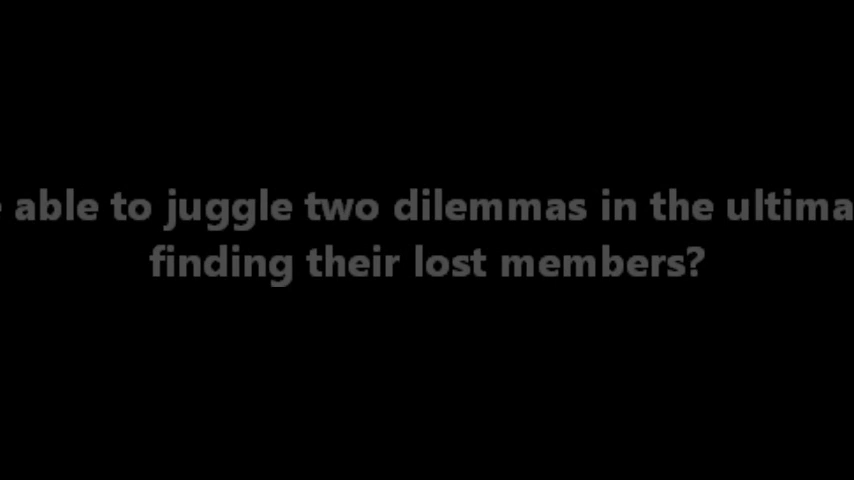 able to juggle two dilemmas in the ultima
finding their lost members?